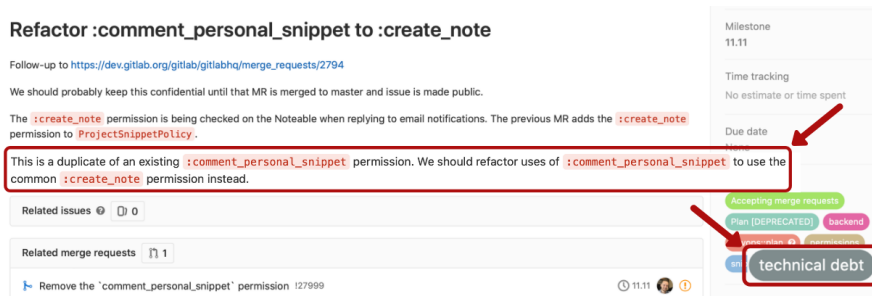 Refactor :comment_personal_snippet to :create_note
Follow-up to https://dev.gitlab.org/gitlab/gitlabhq/merge_requests/2794
We should probably keep this confidential until that MR is merged to master and issue is made public.
The :create_note permission is being checked on the Noteable when replying to email notifications. The previous MR adds the :create_note
permission to ProjectSnippetPolicy.
This is a duplicate of an existing :comment_personal_snippet permission. We should refactor uses of :comment_personal_snippet to use the
common :create_note permission instead.
Related issues 0
Related merge requests 1
Remove the `comment_personal_snippet` permission !27999
11.11
Milestone
11.11
Time tracking
No estimate or time spent
Due date
None
Accepting merge requests
Plan [DEPRECATED] backend
permissions
technical debt